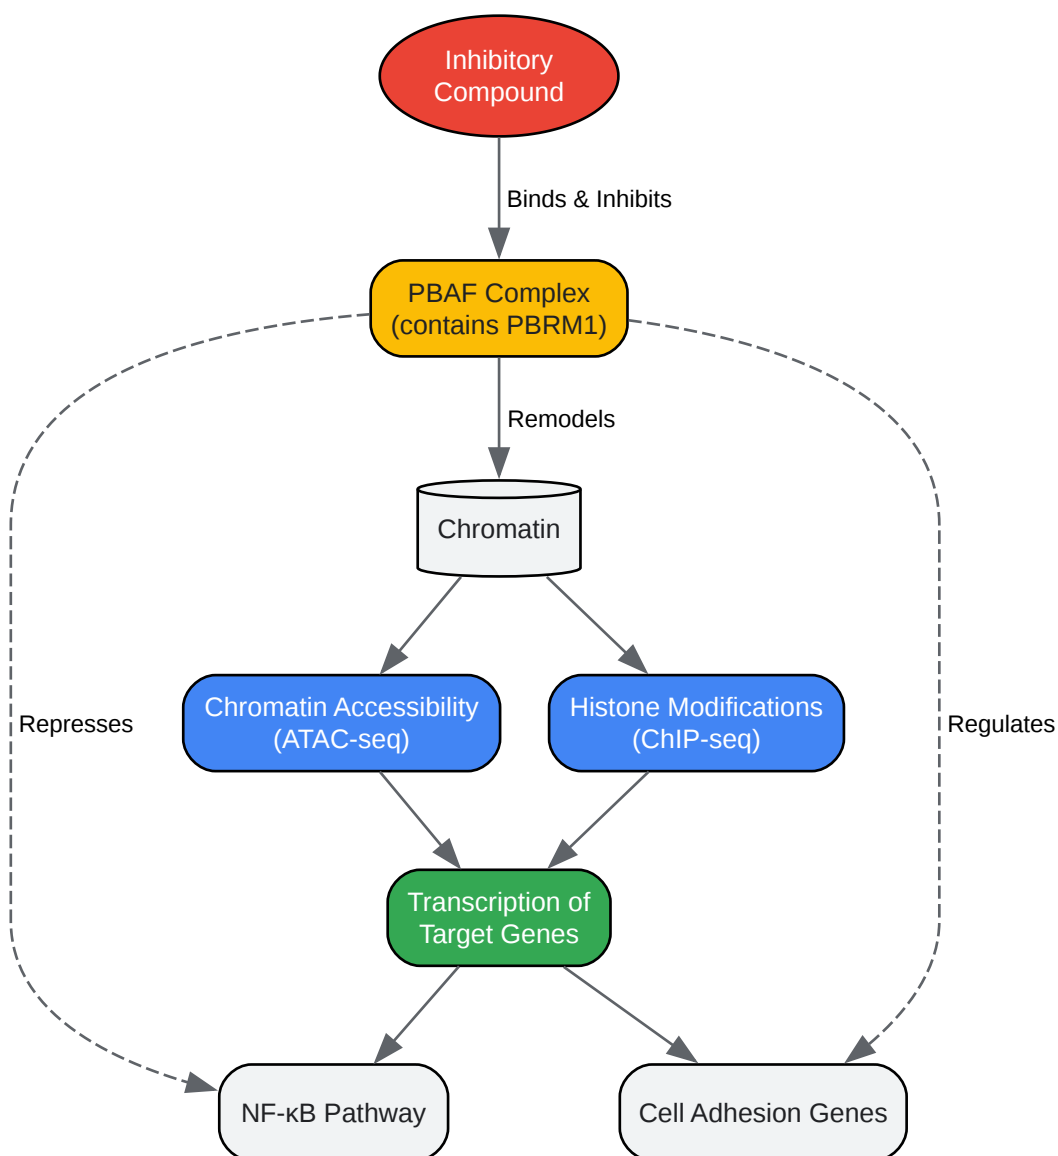 Inhibitory
Compound
Binds & Inhibits
PBAF Complex
(contains PBRM1)
Remodels
Chromatin
Chromatin Accessibility
(ATAC-seq)
Histone Modifications
(ChIP-seq)
Represses
Regulates
Transcription of
Target Genes
NF-κB Pathway
Cell Adhesion Genes